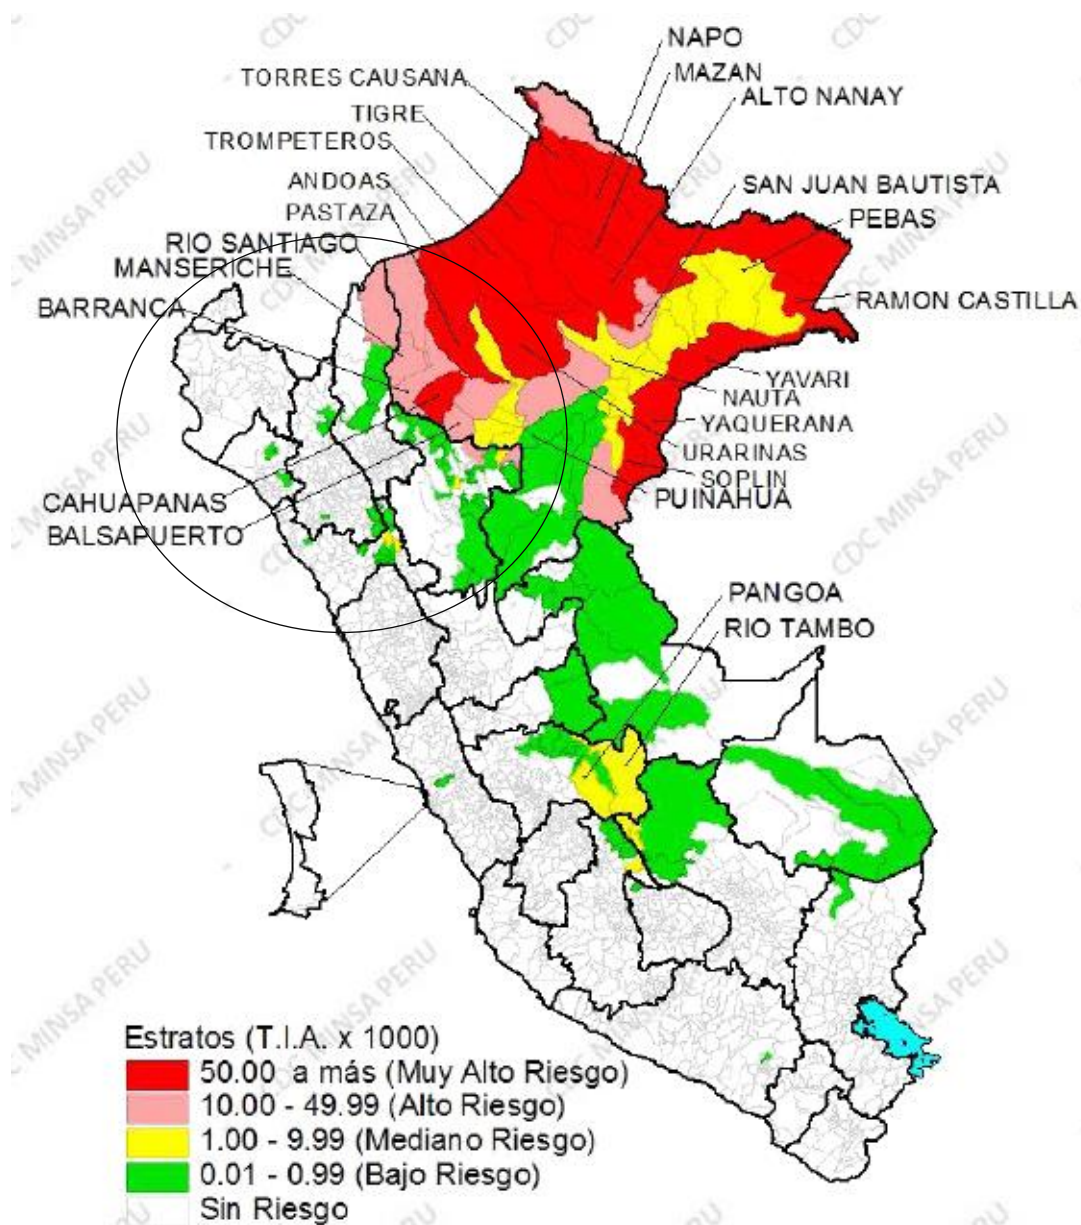 NAPO
MAZAN
TORRES CAUSANA
ALTO NANAY
TIGRE
TROMPETEROS
ANDOAS
SAN JUAN BAUTISTA
PASTAZA
PEBAS
RIO SANTIAGO
MANSERICHE
BARRANCA
RAMON CASTILLA
YAVARI
NAUTA
YAQUERANA
URARINAS
SOPLIN
PUINAHUA
CAHUAPANAS
BALSAPUERTO
PANGOA
RIO TAMBO
Estratos (T.I.A. x 1000)
50.00 a más (Muy Alto Riesgo)
10.00 - 49.99 (Alto Riesgo)
1.00 - 9.99 (Mediano Riesgo)
0.01 - 0.99 (Bajo Riesgo)
Sin Riesgo
CDC MINSA PERU